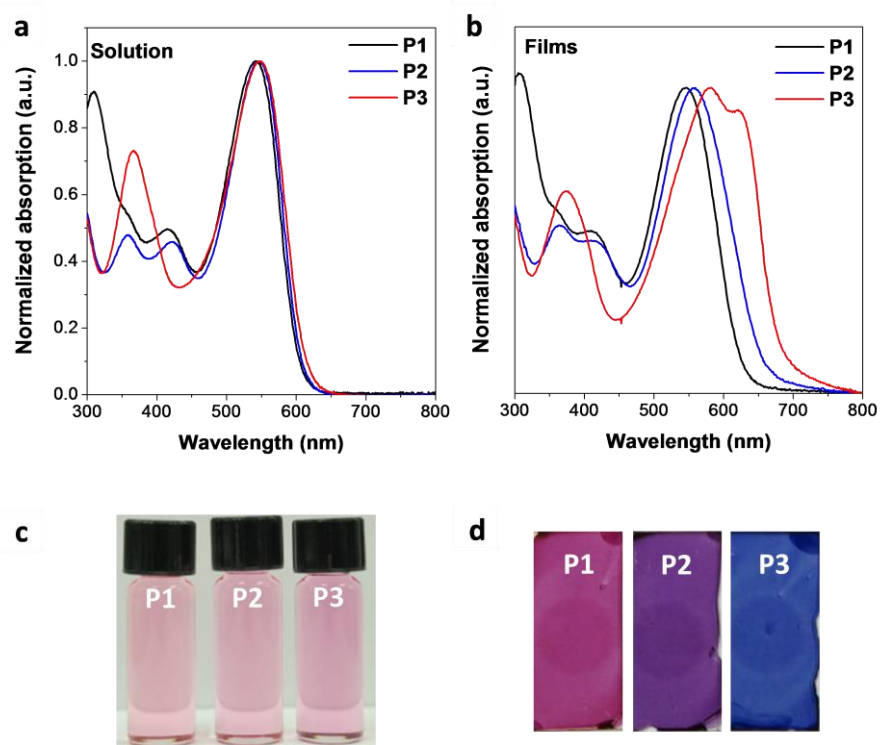 a
Solution
P1
P2
P3
1.0
0.8
0.6
0.4
0.2
0.0
300 400 500 600 700 800
Wavelength (nm)
Normalized absorption (a.u.)
b
Films
P1
P2
P3
300 400 500 600 700 800
Wavelength (nm)
Normalized absorption (a.u.)
c
P1 P2 P3
d
P1 P2 P3